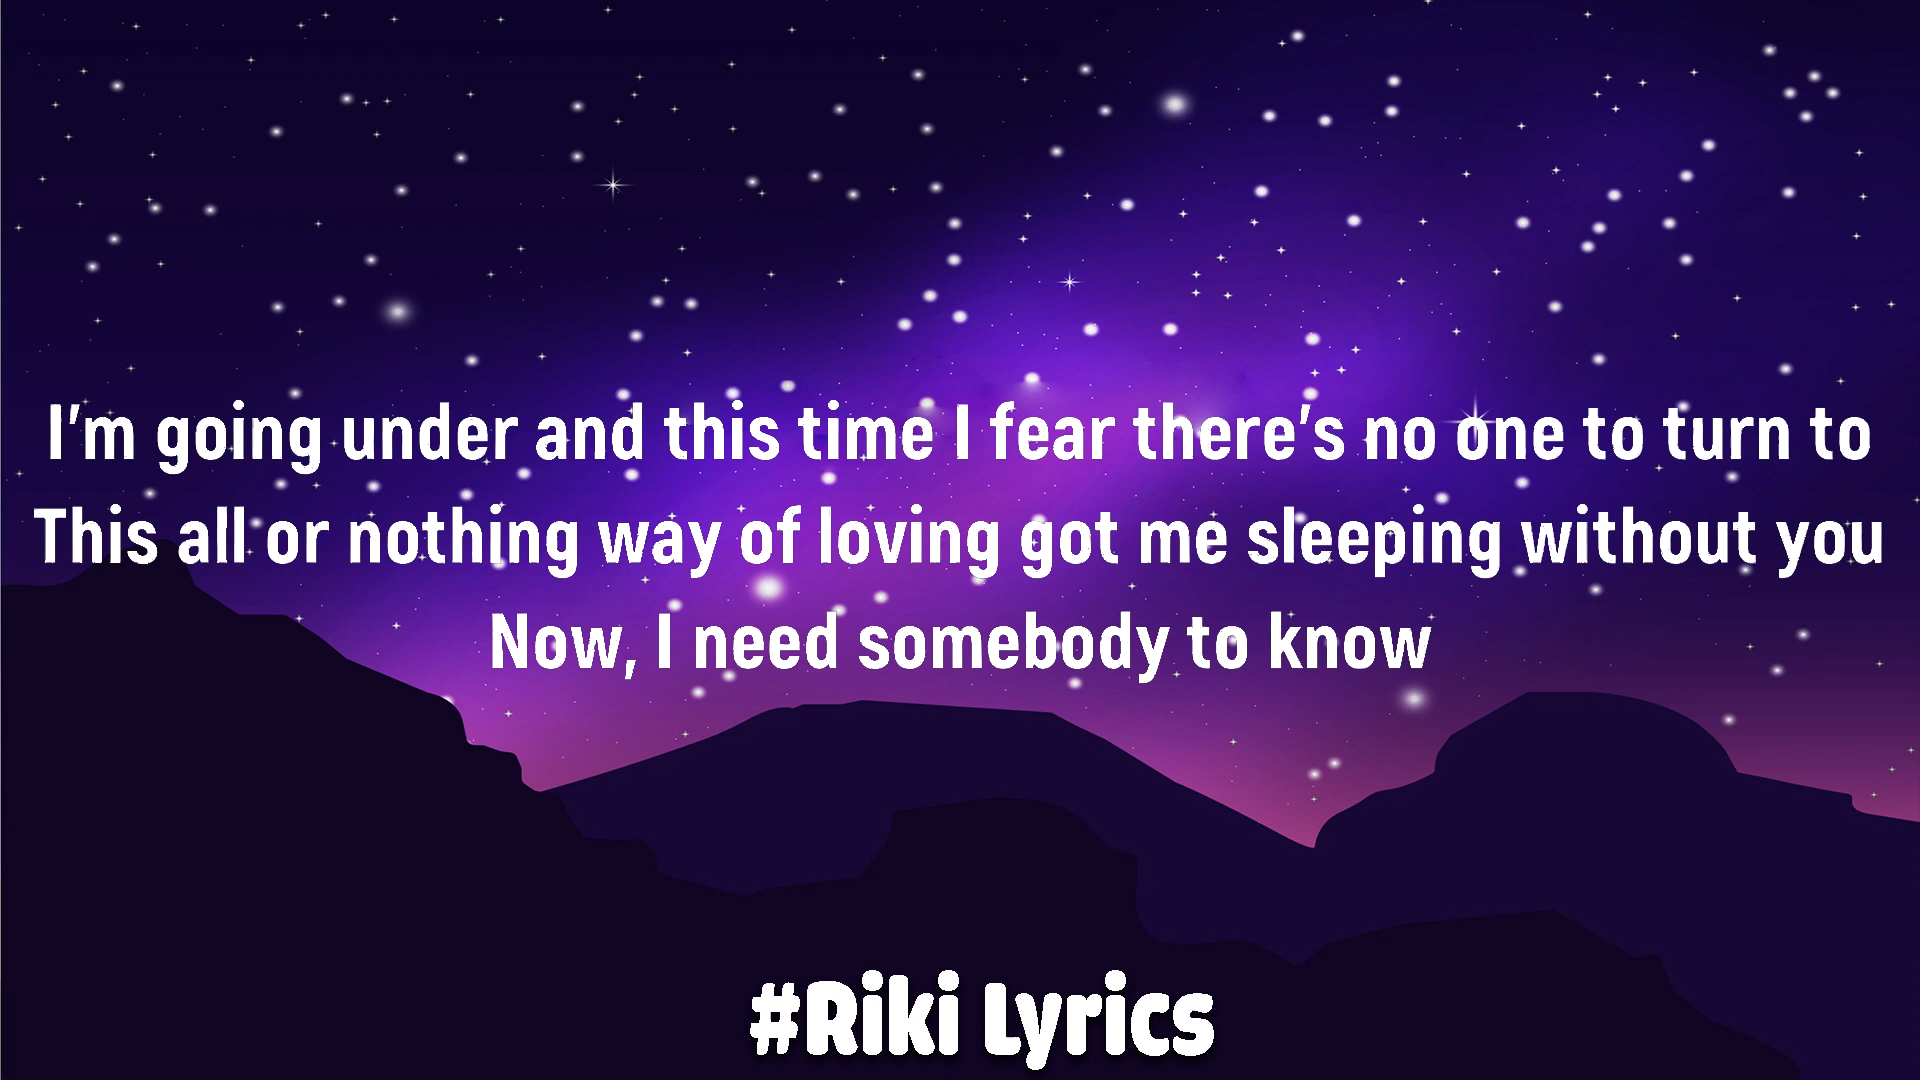 I'm going under and this time I fear there's no one to turn to
This all or nothing way of loving got me sleeping without you
Now, I need somebody to know
#Riki Lyrics